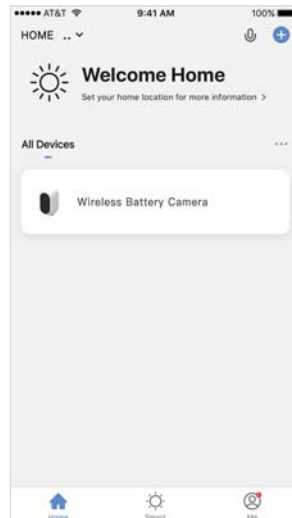 ●●●●● AT&T 9:41 AM 100%
HOME ..
Welcome Home
Set your home location for more information >
All Devices
...
Wireless Battery Camera
Home Smart Me